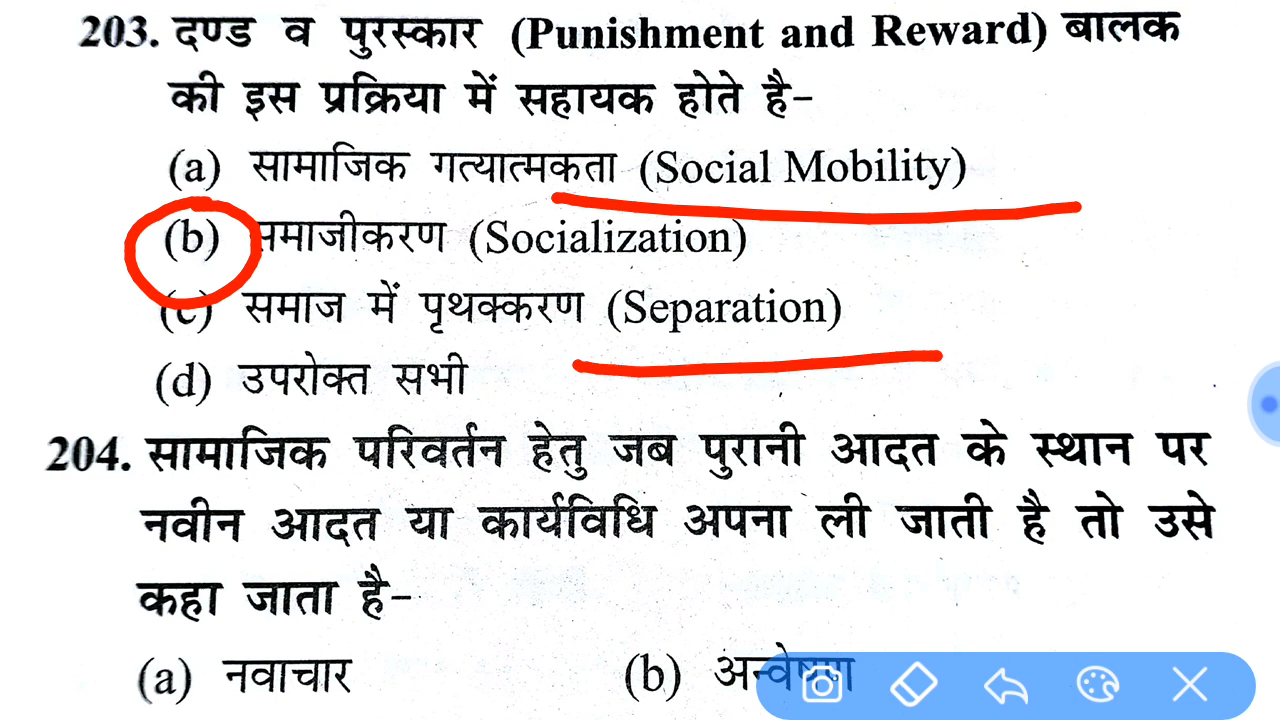 203. दण्ड व पुरस्कार (Punishment and Reward) बालक
की इस प्रक्रिया में सहायक होते है-
(a) सामाजिक गत्यात्मकता (Social Mobility)
(b) समाजीकरण (Socialization)
(c) समाज में पृथक्करण (Separation)
(d) उपरोक्त सभी
204. सामाजिक परिवर्तन हेतु जब पुरानी आदत के स्थान पर
नवीन आदत या कार्यविधि अपना ली जाती है तो उसे
कहा जाता है-
(a) नवाचार (b) अन्वेषण